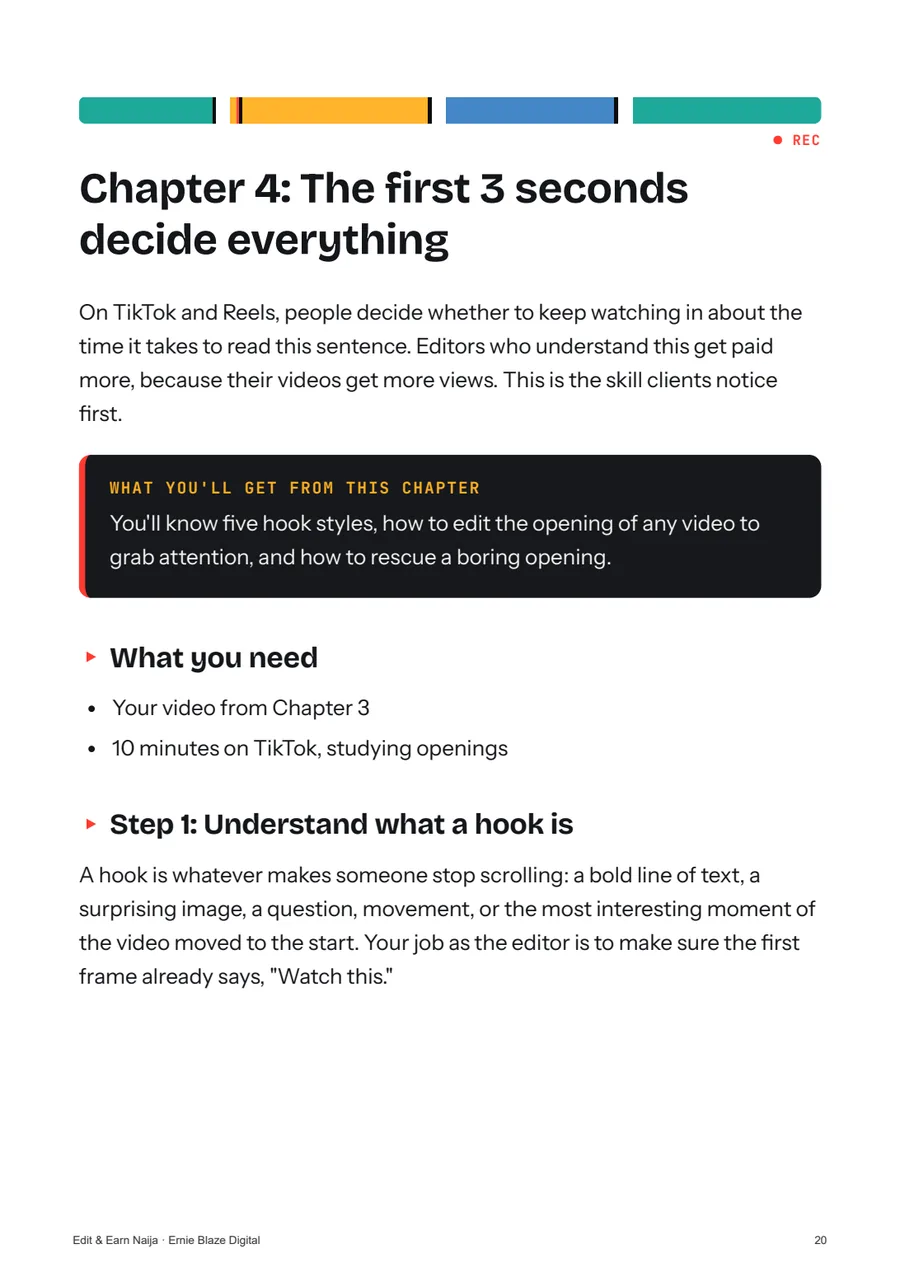 REC
Chapter 4: The first 3 seconds
decide everything
On TikTok and Reels, people decide whether to keep watching in about the
time it takes to read this sentence. Editors who understand this get paid
more, because their videos get more views. This is the skill clients notice
first.
WHAT YOU'LL GET FROM THIS CHAPTER
You'll know five hook styles, how to edit the opening of any video to
grab attention, and how to rescue a boring opening.
What you need
• Your video from Chapter 3
• 10 minutes on TikTok, studying openings
Step 1: Understand what a hook is
A hook is whatever makes someone stop scrolling: a bold line of text, a
surprising image, a question, movement, or the most interesting moment of
the video moved to the start. Your job as the editor is to make sure the first
frame already says, "Watch this."
Edit & Earn Naija · Ernie Blaze Digital 20